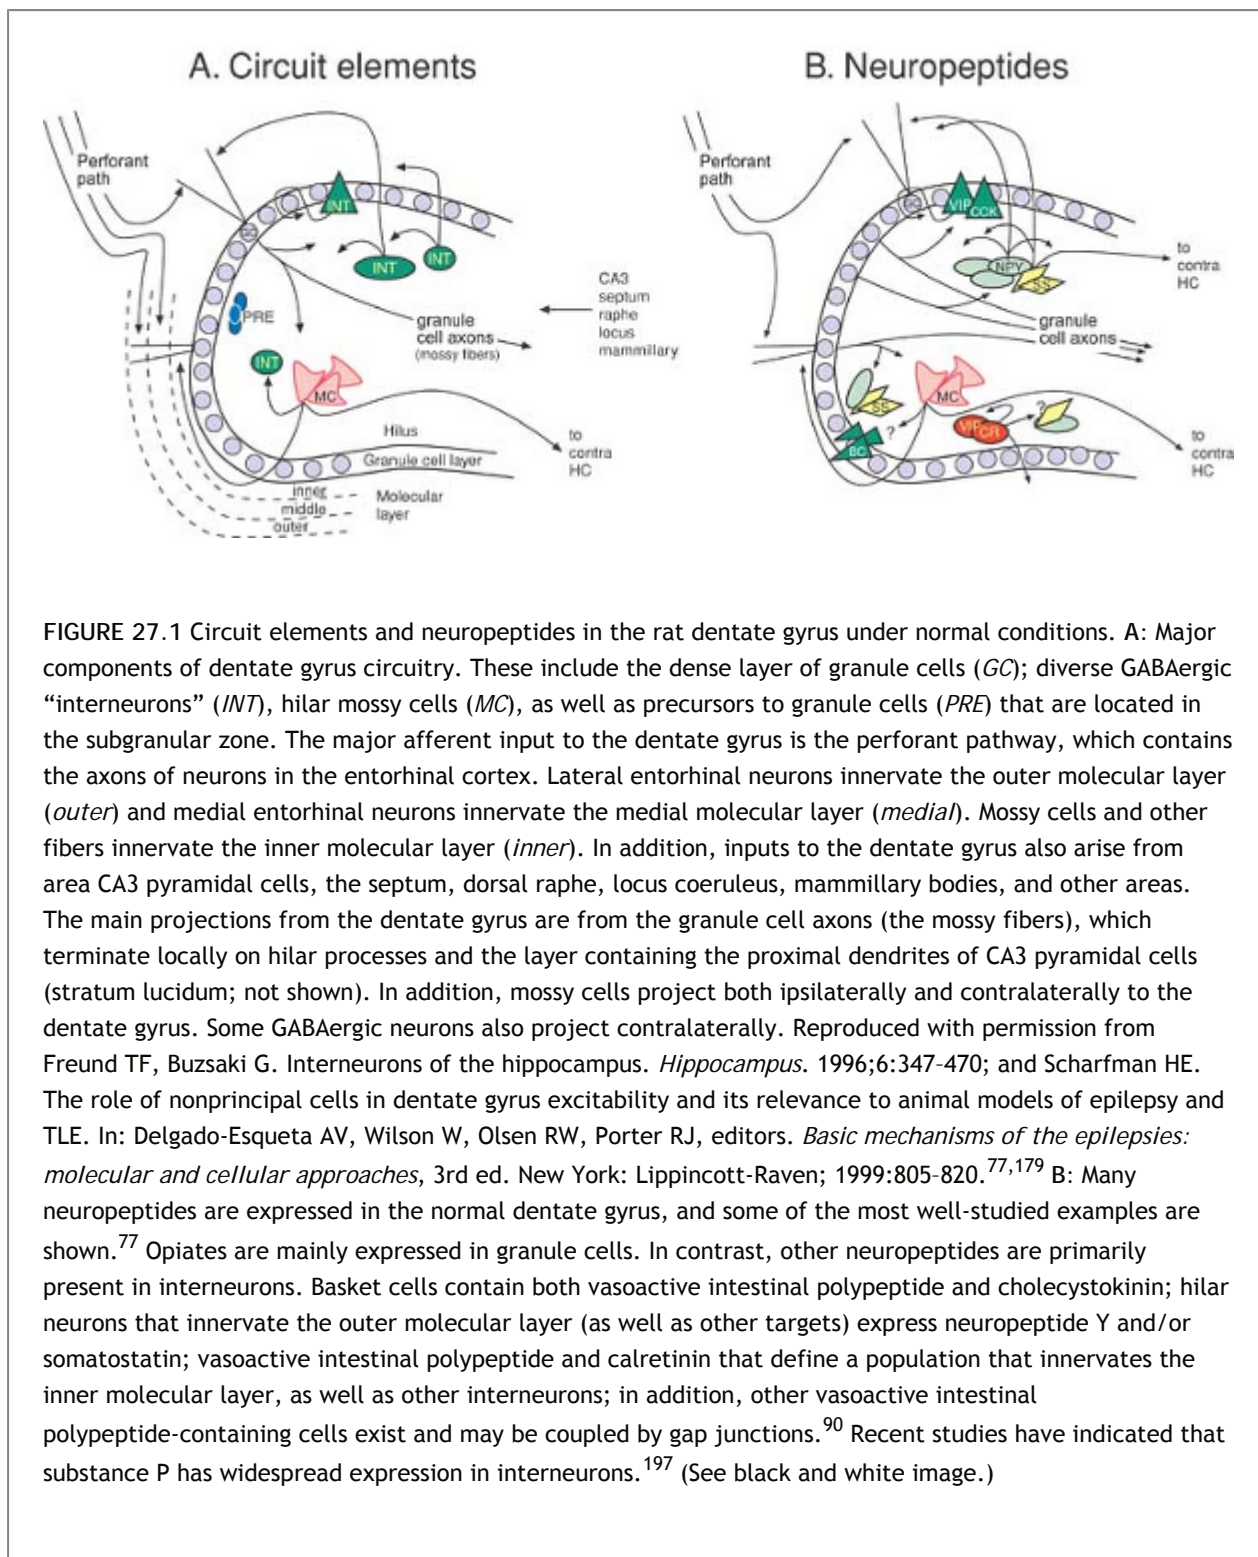 A. Circuit elements
B. Neuropeptides
Perforant
path
GC
INT
INT
INT
PRE
INT
MC
granule
cell axons
(mossy fibers)
CA3
septum
raphe
locus
mammillary
Hilus
Granule cell layer
inner
middle
outer
Molecular
layer
to
contra
HC
Perforant
path
GC
VIP
CCK
NPY
SS
to
contra
HC
granule
cell axons
SS
MC
?
BC
VIP
CR
?
to
contra
HC
FIGURE 27.1 Circuit elements and neuropeptides in the rat dentate gyrus under normal conditions. A: Major
components of dentate gyrus circuitry. These include the dense layer of granule cells (GC); diverse GABAergic
“interneurons” (INT), hilar mossy cells (MC), as well as precursors to granule cells (PRE) that are located in
the subgranular zone. The major afferent input to the dentate gyrus is the perforant pathway, which contains
the axons of neurons in the entorhinal cortex. Lateral entorhinal neurons innervate the outer molecular layer
(outer) and medial entorhinal neurons innervate the medial molecular layer (medial). Mossy cells and other
fibers innervate the inner molecular layer (inner). In addition, inputs to the dentate gyrus also arise from
area CA3 pyramidal cells, the septum, dorsal raphe, locus coeruleus, mammillary bodies, and other areas.
The main projections from the dentate gyrus are from the granule cell axons (the mossy fibers), which
terminate locally on hilar processes and the layer containing the proximal dendrites of CA3 pyramidal cells
(stratum lucidum; not shown). In addition, mossy cells project both ipsilaterally and contralaterally to the
dentate gyrus. Some GABAergic neurons also project contralaterally. Reproduced with permission from
Freund TF, Buzsaki G. Interneurons of the hippocampus. Hippocampus. 1996;6:347-470; and Scharfman HE.
The role of nonprincipal cells in dentate gyrus excitability and its relevance to animal models of epilepsy and
TLE. In: Delgado-Esqueta AV, Wilson W, Olsen RW, Porter RJ, editors. Basic mechanisms of the epilepsies:
molecular and cellular approaches, 3rd ed. New York: Lippincott-Raven; 1999:805-820.77,179 B: Many
neuropeptides are expressed in the normal dentate gyrus, and some of the most well-studied examples are
shown.77 Opiates are mainly expressed in granule cells. In contrast, other neuropeptides are primarily
present in interneurons. Basket cells contain both vasoactive intestinal polypeptide and cholecystokinin; hilar
neurons that innervate the outer molecular layer (as well as other targets) express neuropeptide Y and/or
somatostatin; vasoactive intestinal polypeptide and calretinin that define a population that innervates the
inner molecular layer, as well as other interneurons; in addition, other vasoactive intestinal
polypeptide-containing cells exist and may be coupled by gap junctions.90 Recent studies have indicated that
substance P has widespread expression in interneurons.197 (See black and white image.)